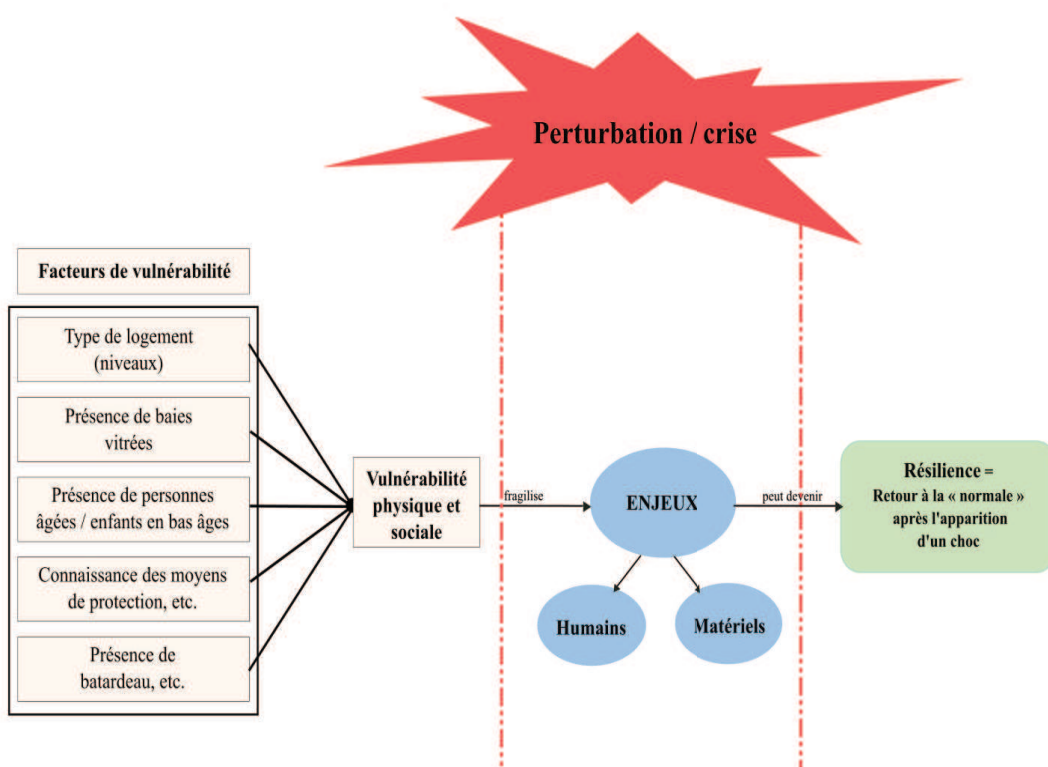 Perturbation / crise
Facteurs de vulnérabilité
Type de logement
(niveaux)
Présence de baies
vitrées
Présence de personnes
âgées / enfants en bas âges
Connaissance des moyens
de protection, etc.
Présence de
batardeau, etc.
Vulnérabilité
physique et
sociale
fragilise
ENJEUX
Humains
Matériels
peut devenir
Résilience =
Retour à la « normale »
après l'apparition
d'un choc